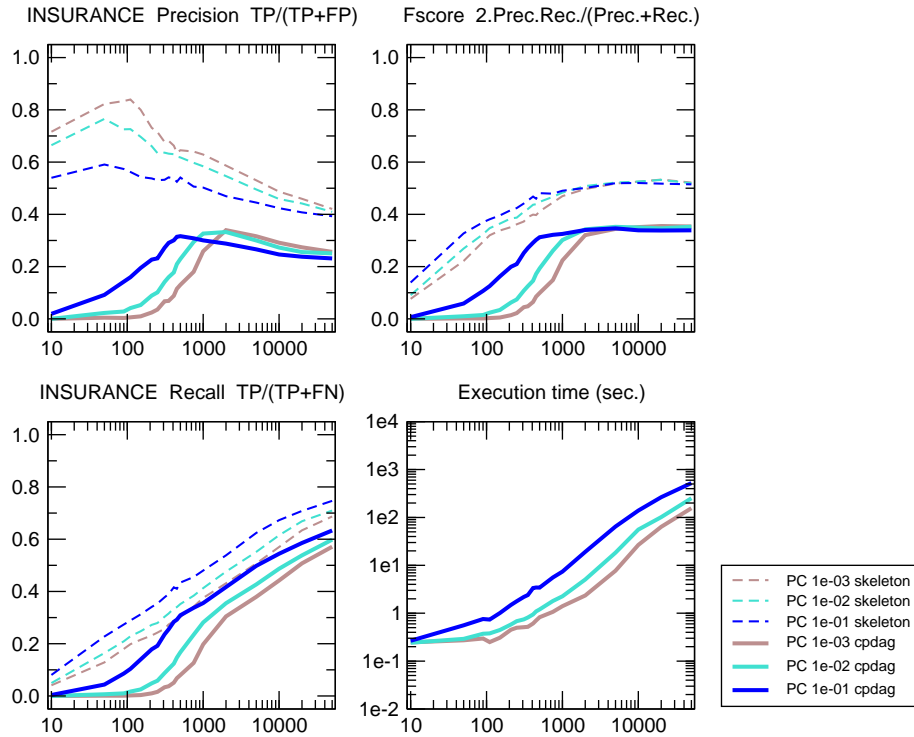 INSURANCE Precision TP/(TP+FP)
Fscore 2.Prec.Rec./(Prec.+Rec.)
1.0
0.8
0.6
0.4
0.2
0.0
10 100 1000 10000
1.0
0.8
0.6
0.4
0.2
0.0
10 100 1000 10000
INSURANCE Recall TP/(TP+FN)
Execution time (sec.)
1.0
0.8
0.6
0.4
0.2
0.0
10 100 1000 10000
1e4
1e3
1e2
1e1
1
1e-1
1e-2
10 100 1000 10000
PC 1e-03 skeleton
PC 1e-02 skeleton
PC 1e-01 skeleton
PC 1e-03 cpdag
PC 1e-02 cpdag
PC 1e-01 cpdag